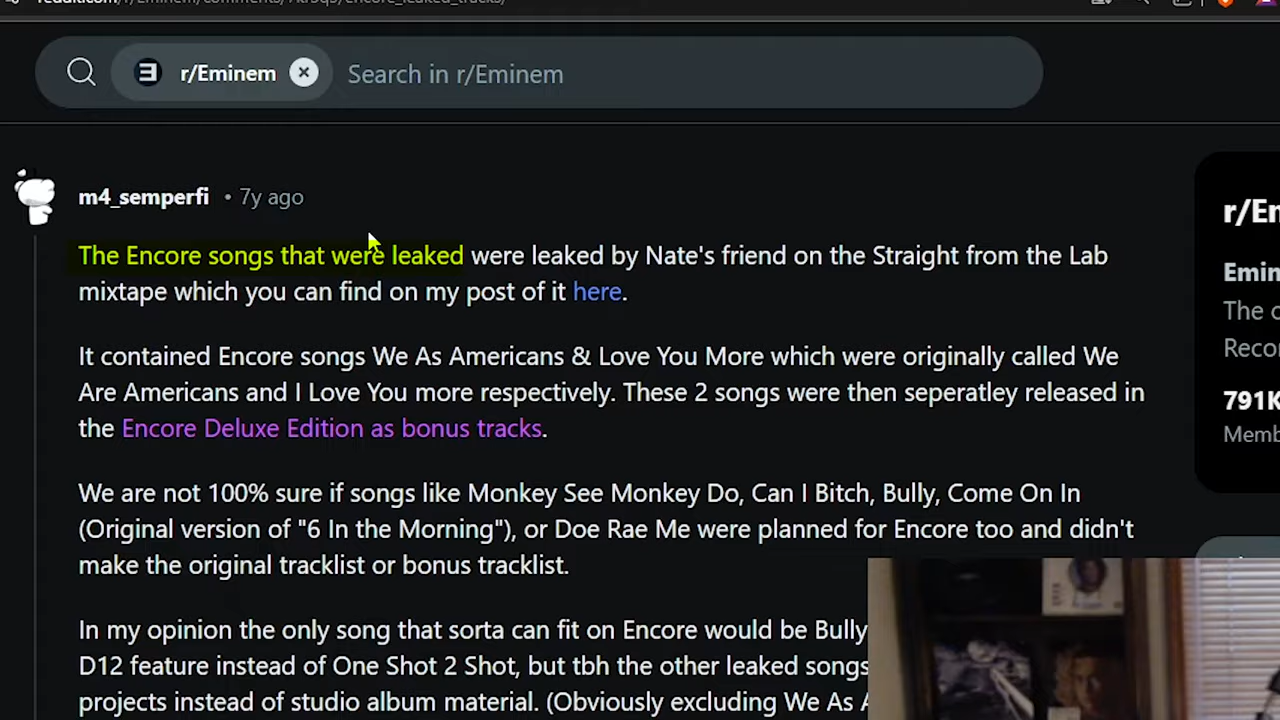 r/Eminem
Search in r/Eminem
m4_semperfi • 7y ago
The Encore songs that were leaked were leaked by Nate's friend on the Straight from the Lab
mixtape which you can find on my post of it here.
It contained Encore songs We As Americans & Love You More which were originally called We
Are Americans and I Love You more respectively. These 2 songs were then seperatley released in
the Encore Deluxe Edition as bonus tracks.
We are not 100% sure if songs like Monkey See Monkey Do, Can I Bitch, Bully, Come On In
(Original version of "6 In the Morning"), or Doe Rae Me were planned for Encore too and didn't
make the original tracklist or bonus tracklist.
In my opinion the only song that sorta can fit on Encore would be Bully
D12 feature instead of One Shot 2 Shot, but tbh the other leaked songs
projects instead of studio album material. (Obviously excluding We As
r/En
Emin
The
Reco
791K
Memb